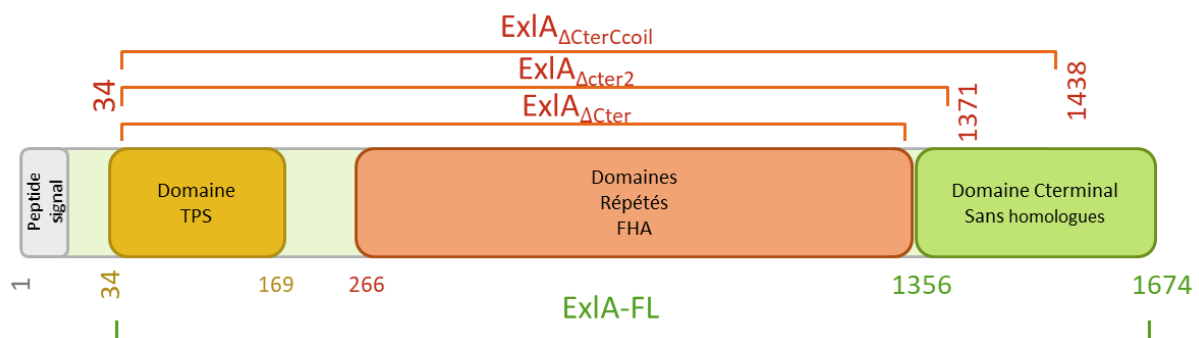 ExlAΔCterCcoil
34
ExlAΔcter2
1371
1438
ExlAΔCter
Peptide
signal
Domaine
TPS
Domaines
Répétés
FHA
Domaine Cterminal
Sans homologues
1
34
169
266
1356
1674
ExlA-FL